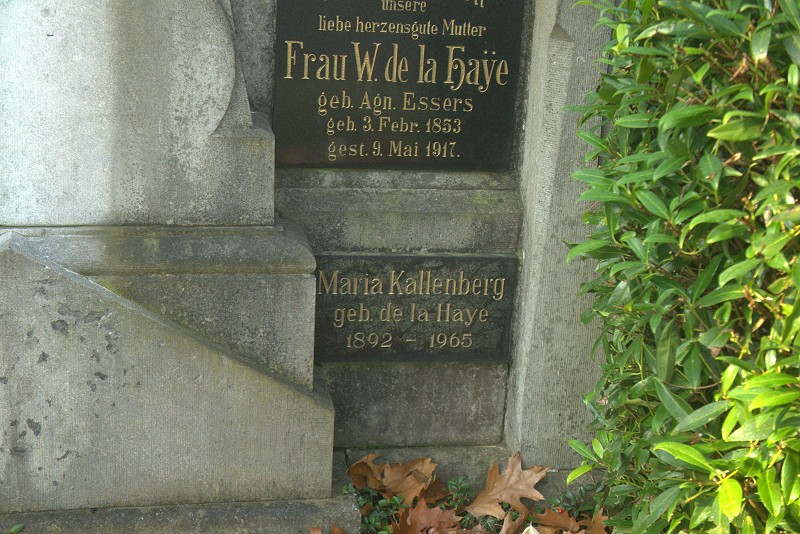 unsere
liebe herzensgute Mutter
Frau W. de la Haÿe
geb. Agn. Essers
geb. 3. Febr. 1853
gest. 9. Mai 1917.
Maria Kallenberg
geb. de la Haye
1892 - 1965